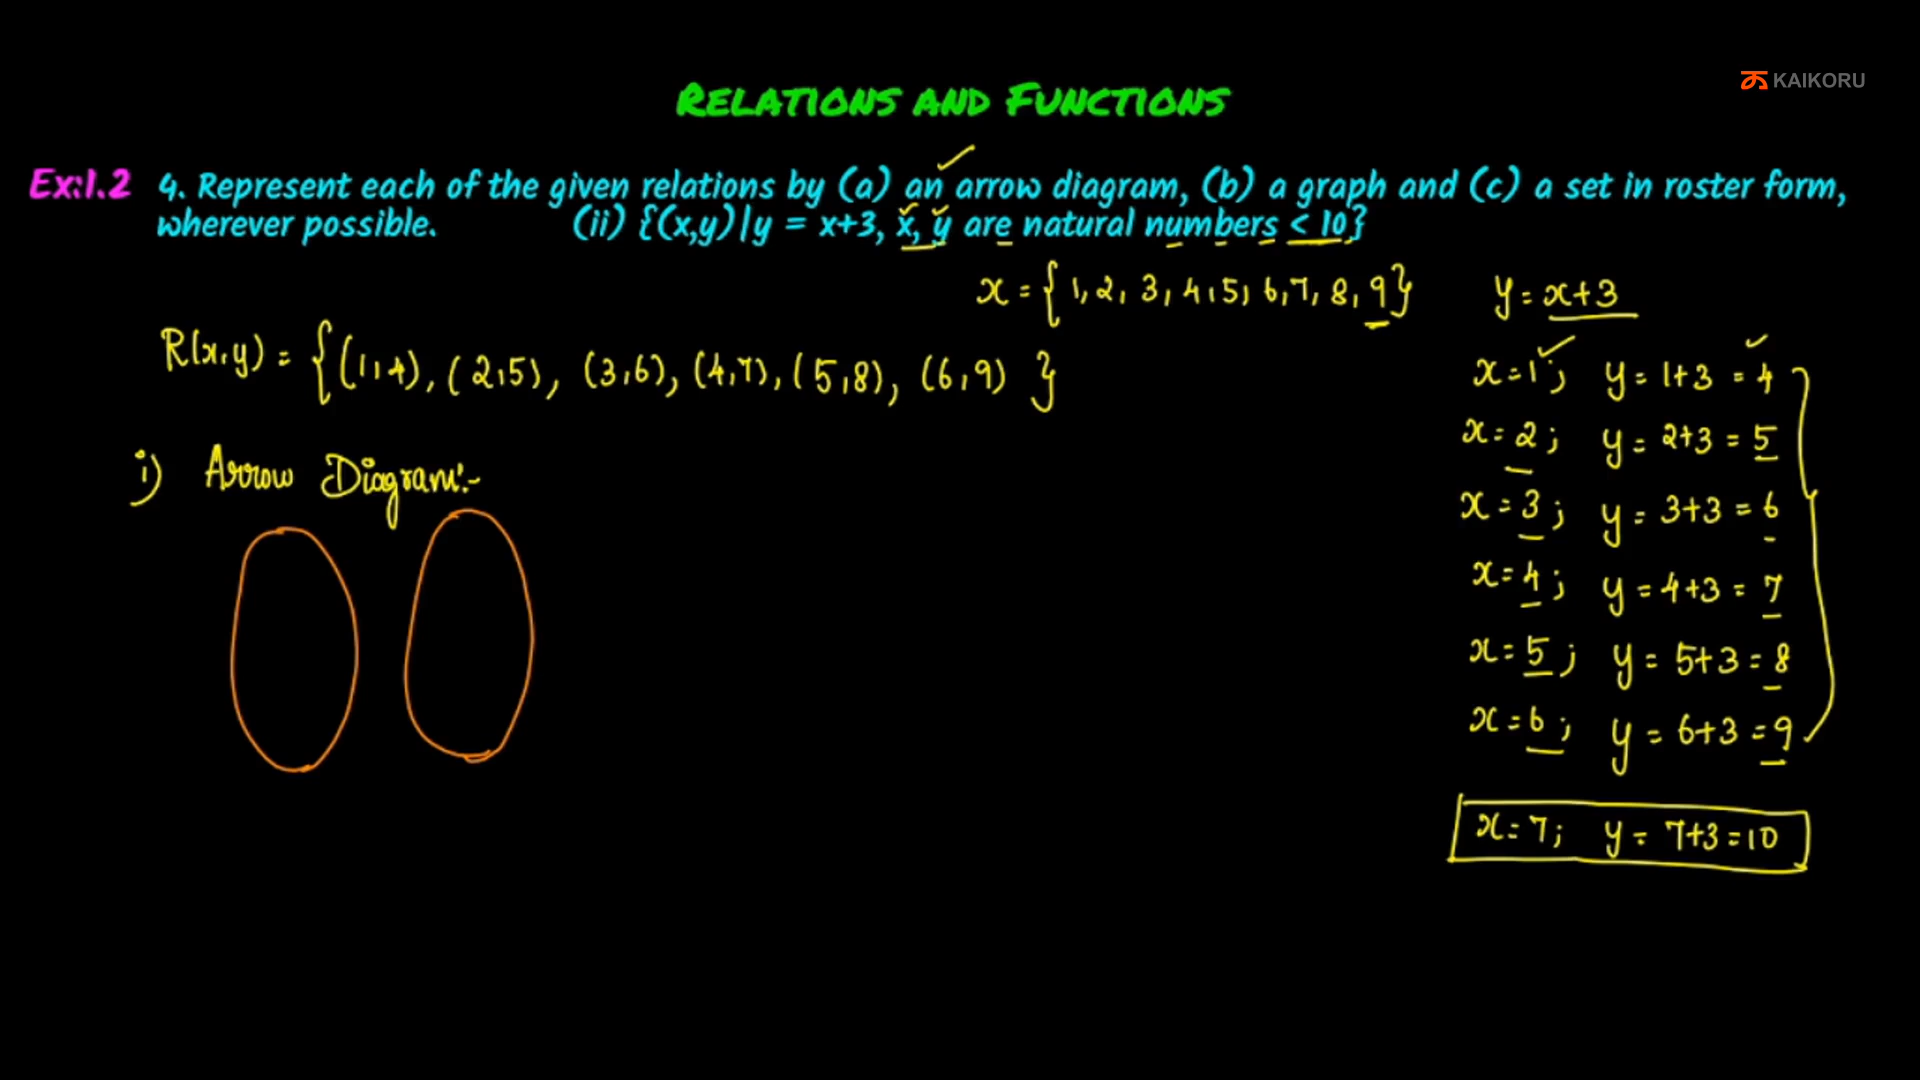 KAIKORU
RELATIONS AND FUNCTIONS
Ex:1.2 4. Represent each of the given relations by (a) an arrow diagram, (b) a graph and (c) a set in roster form,
wherever possible. (ii) {(x,y)|y = x+3, x, y are natural numbers < 10}
x = {1, 2, 3, 4, 5, 6, 7, 8, 9} y = x+3
R(x,y) = {(1,4), (2,5), (3,6), (4,7), (5,8), (6,9) }
x=1; y = 1+3 = 4
x=2; y = 2+3 = 5
i) Arrow Diagram:-
x=3; y = 3+3 = 6
x=4; y = 4+3 = 7
x=5; y = 5+3 = 8
x=6; y = 6+3 = 9
x=7; y = 7+3 = 10